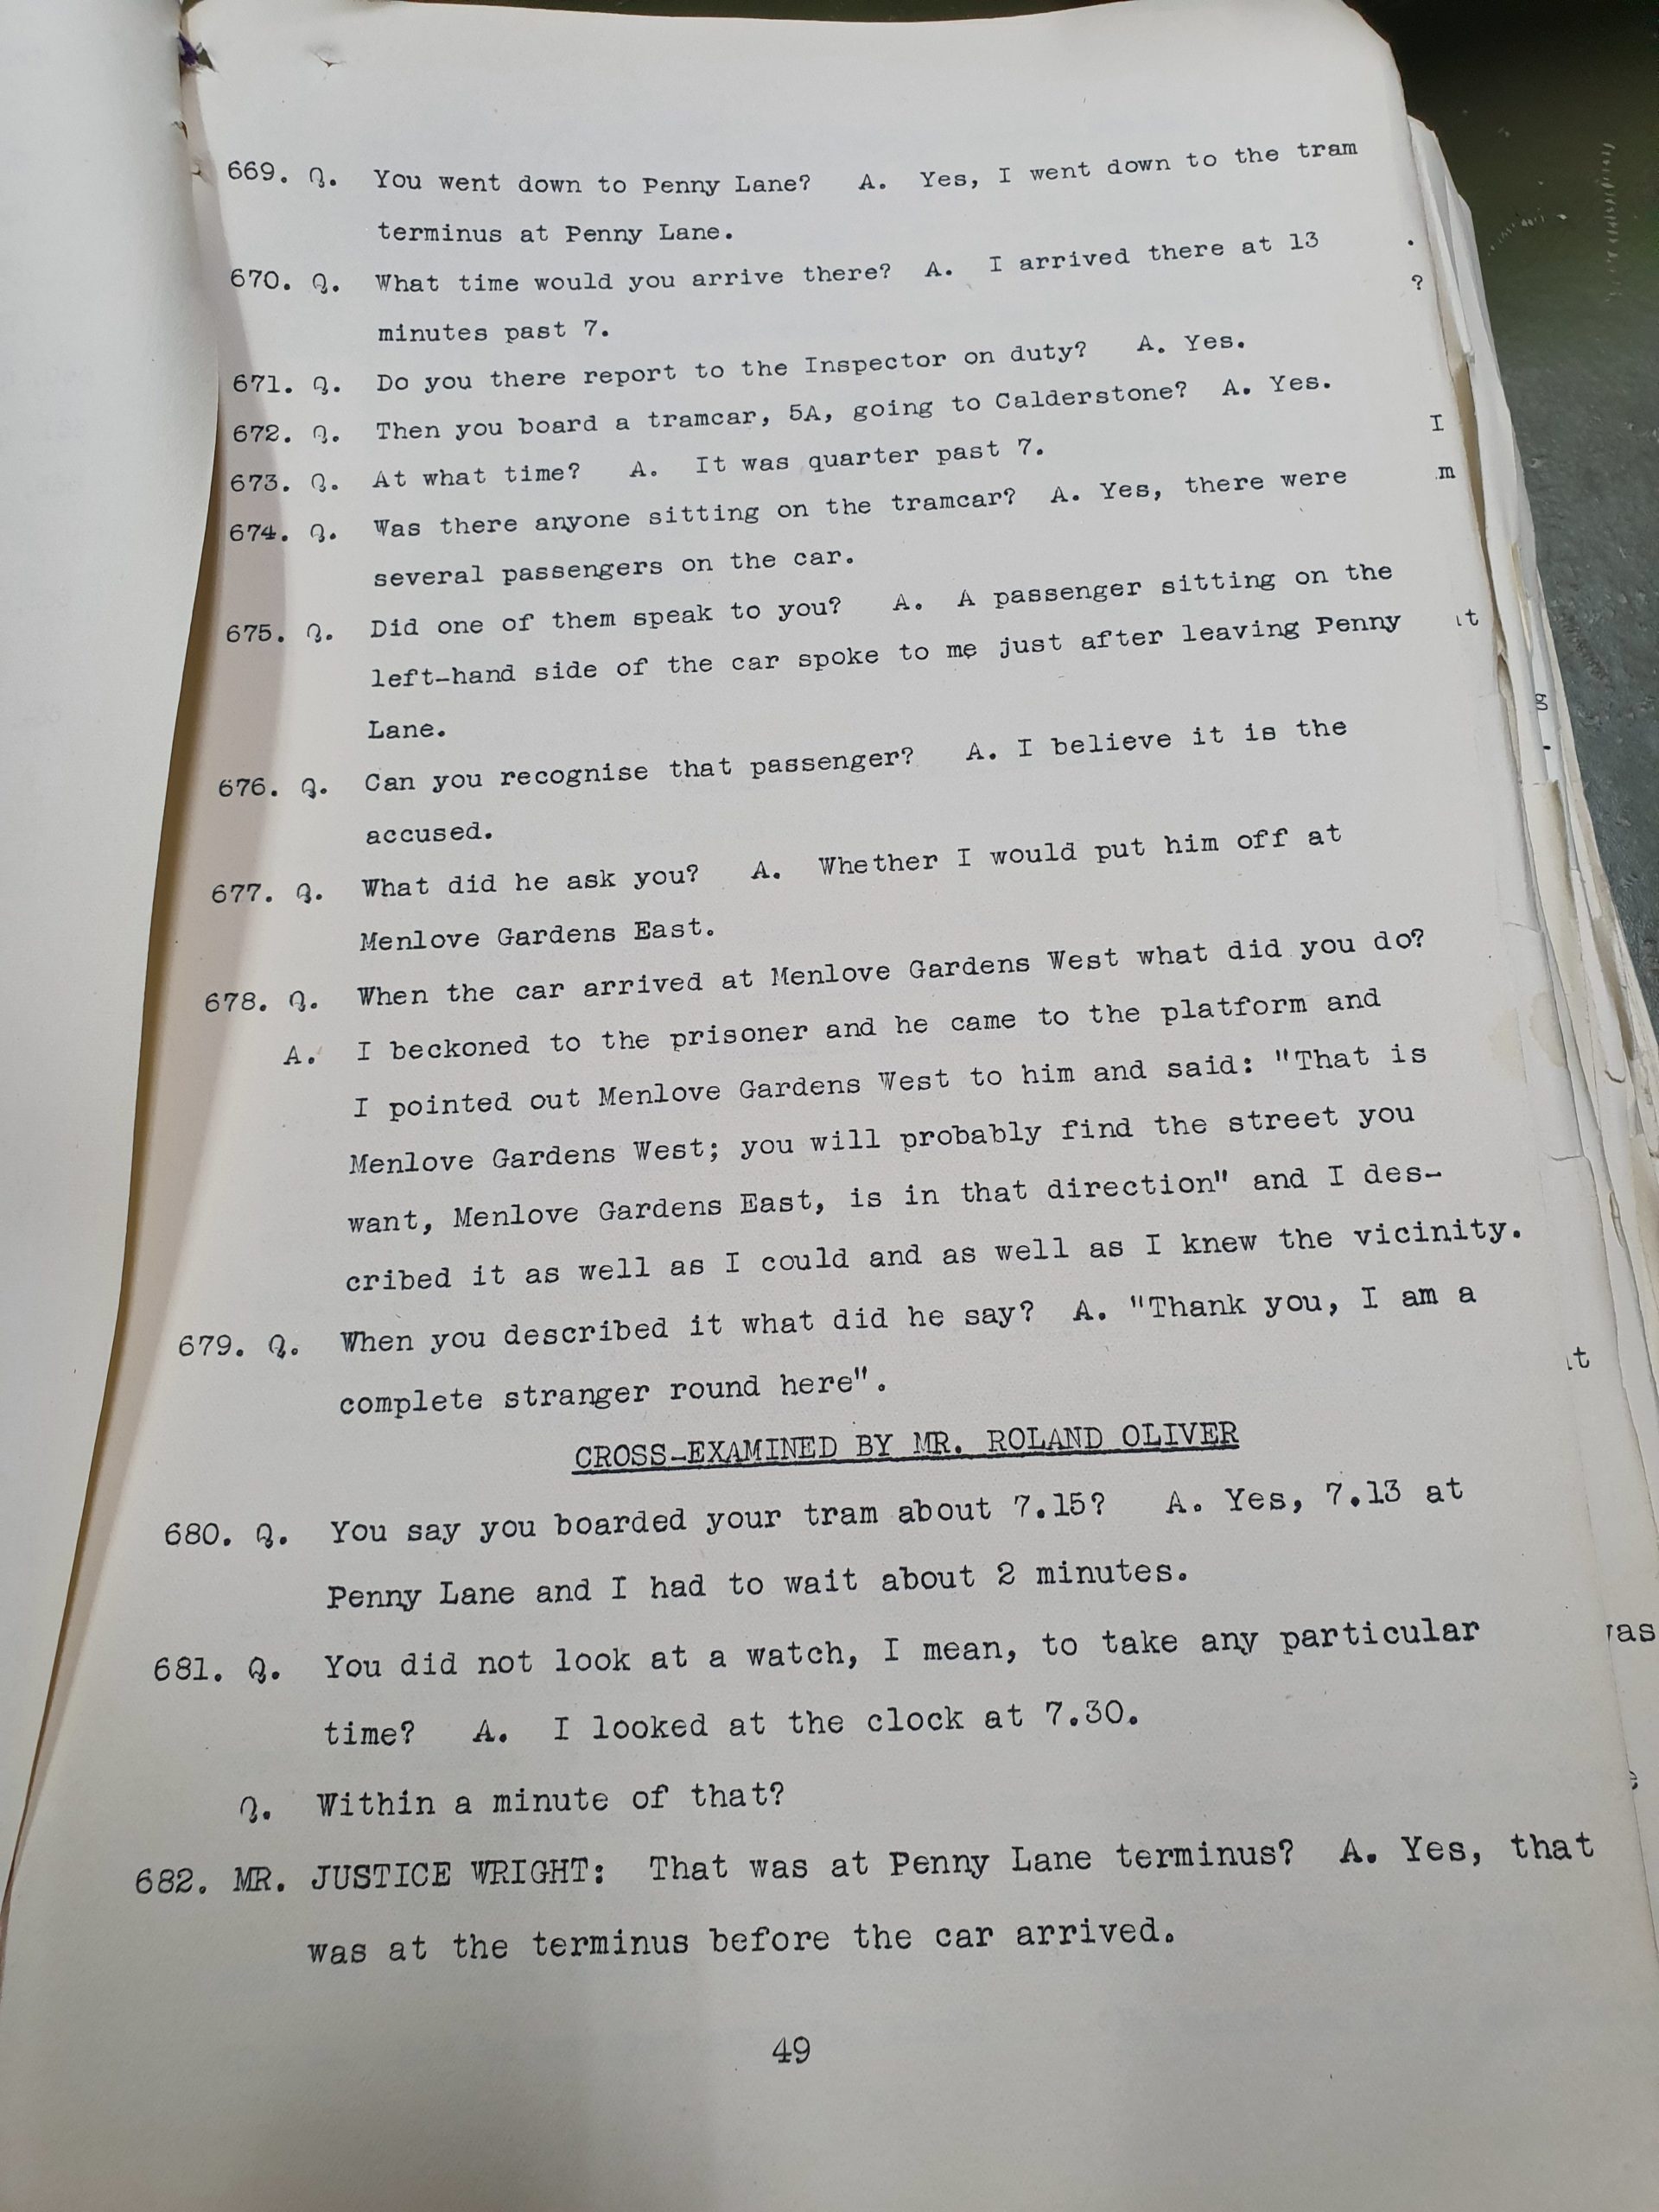 669. Q. You went down to Penny Lane? A. Yes, I went down to the tram
terminus at Penny Lane.
670. Q. What time would you arrive there? A. I arrived there at 13
minutes past 7.
671. Q. Do you there report to the Inspector on duty? A. Yes.
672. Q. Then you board a tramcar, 5A, going to Calderstone? A. Yes.
673. Q. At what time? A. It was quarter past 7.
674. Q. Was there anyone sitting on the tramcar? A. Yes, there were
several passengers on the car.
675. Q. Did one of them speak to you? A. A passenger sitting on the
left-hand side of the car spoke to me just after leaving Penny
Lane.
676. Q. Can you recognise that passenger? A. I believe it is the
accused.
677. Q. What did he ask you? A. Whether I would put him off at
Menlove Gardens East.
678. Q. When the car arrived at Menlove Gardens West what did you do?
A. I beckoned to the prisoner and he came to the platform and
I pointed out Menlove Gardens West to him and said: "That is
Menlove Gardens West; you will probably find the street you
want, Menlove Gardens East, is in that direction" and I des-
cribed it as well as I could and as well as I knew the vicinity.
679. Q. When you described it what did he say? A. "Thank you, I am a
complete stranger round here".
CROSS-EXAMINED BY MR. ROLAND OLIVER
680. Q. You say you boarded your tram about 7.15? A. Yes, 7.13 at
Penny Lane and I had to wait about 2 minutes.
681. Q. You did not look at a watch, I mean, to take any particular
time? A. I looked at the clock at 7.30.
Q. Within a minute of that?
682. MR. JUSTICE WRIGHT: That was at Penny Lane terminus? A. Yes, that
was at the terminus before the car arrived.
49